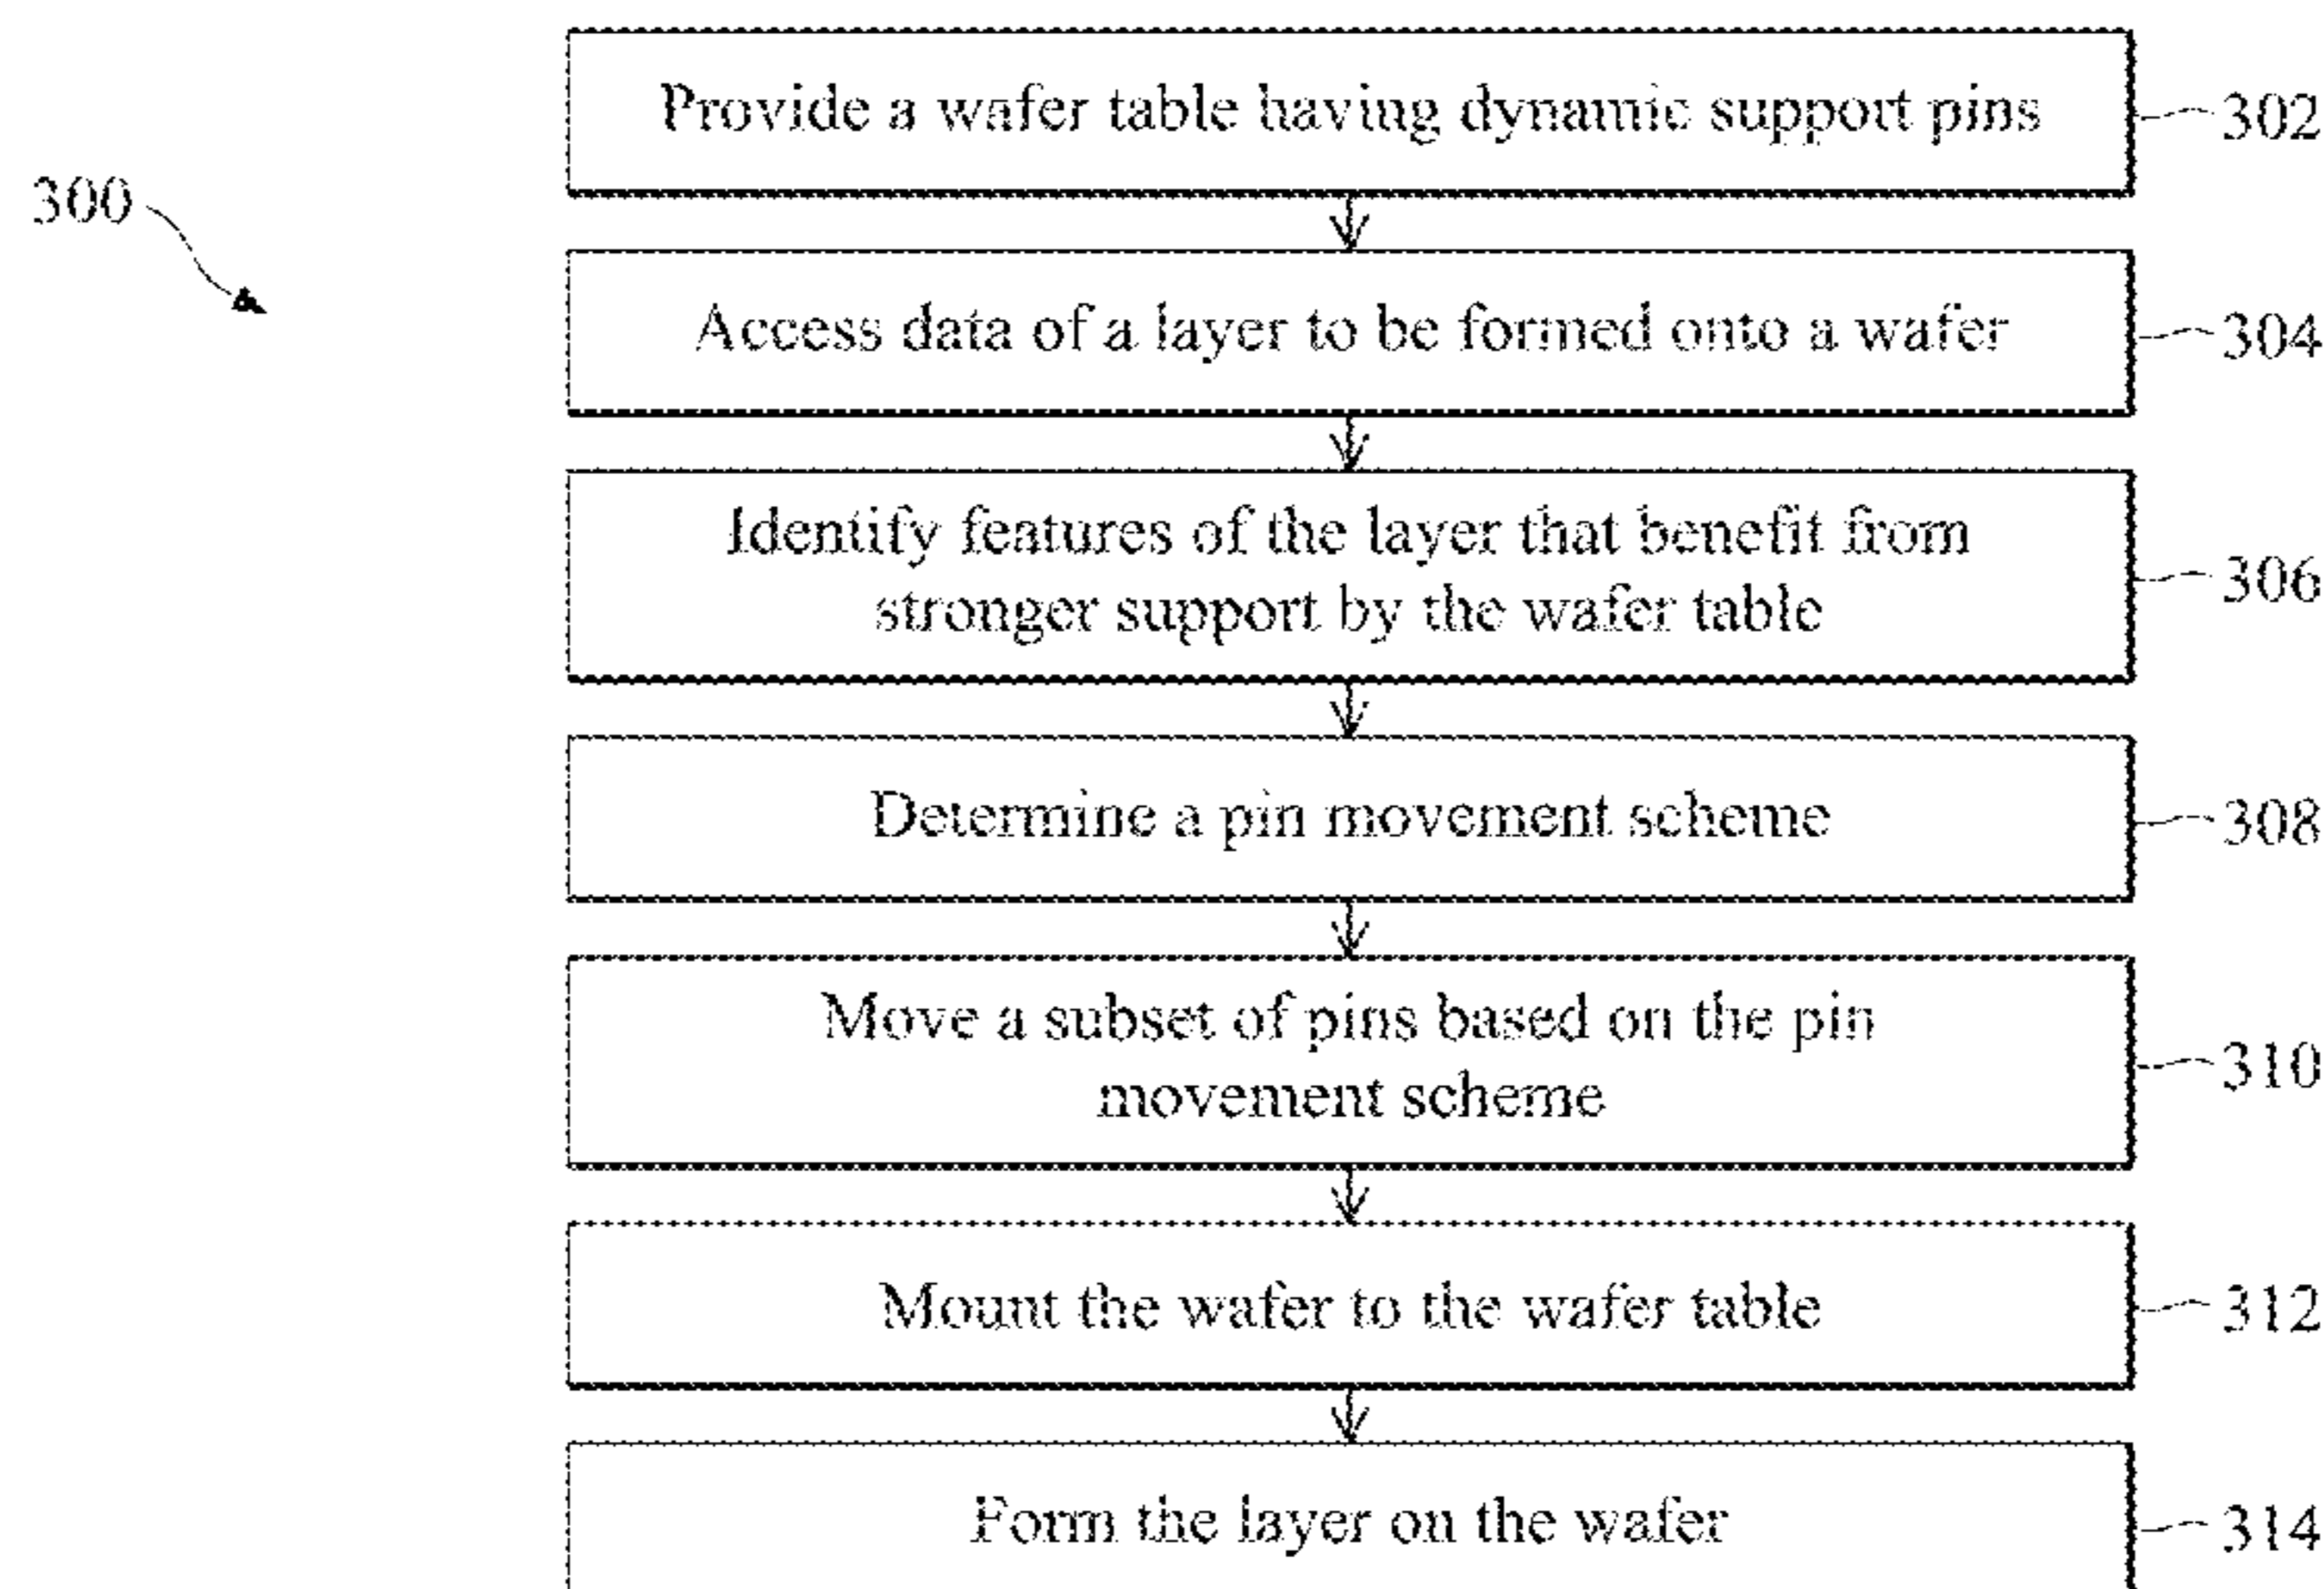 Provide a wafer table having dynamic support pins
302
300
Access data of a layer to be formed onto a wafer
304
Identify features of the layer that benefit from
stronger support by the wafer table
306
Determine a pin movement scheme
308
Move a subset of pins based on the pin
movement scheme
310
Mount the wafer to the wafer table
312
Form the layer on the wafer
314